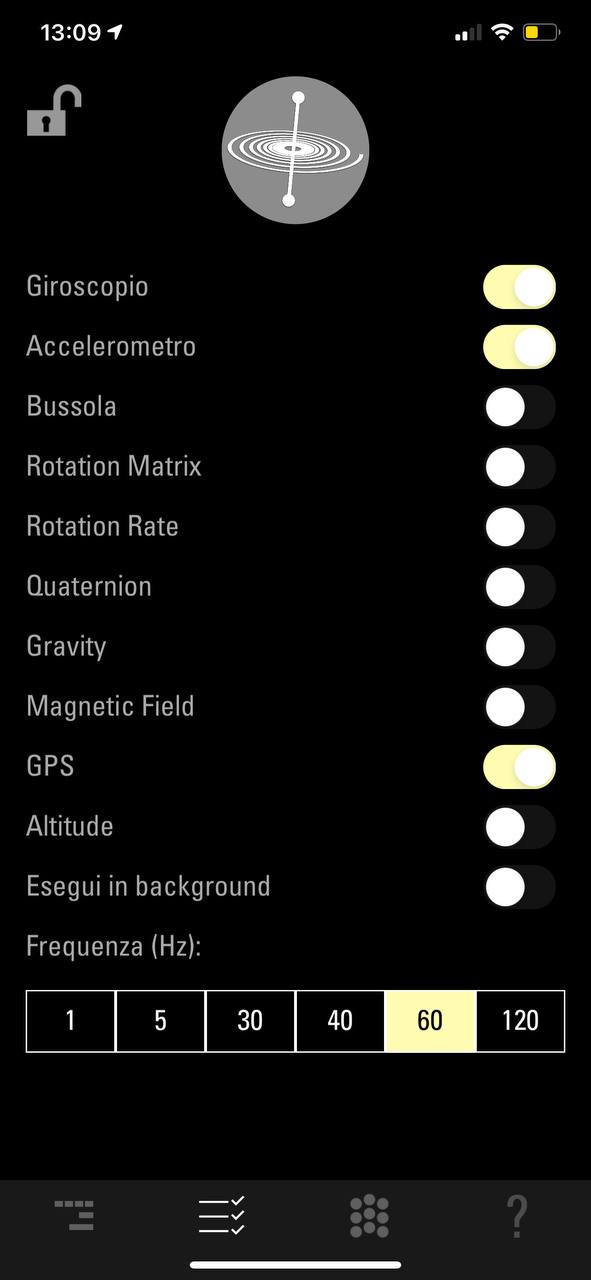 13:09
Giroscopio
Accelerometro
Bussola
Rotation Matrix
Rotation Rate
Quaternion
Gravity
Magnetic Field
GPS
Altitude
Esegui in background
Frequenza (Hz):
1 5 30 40 60 120
?